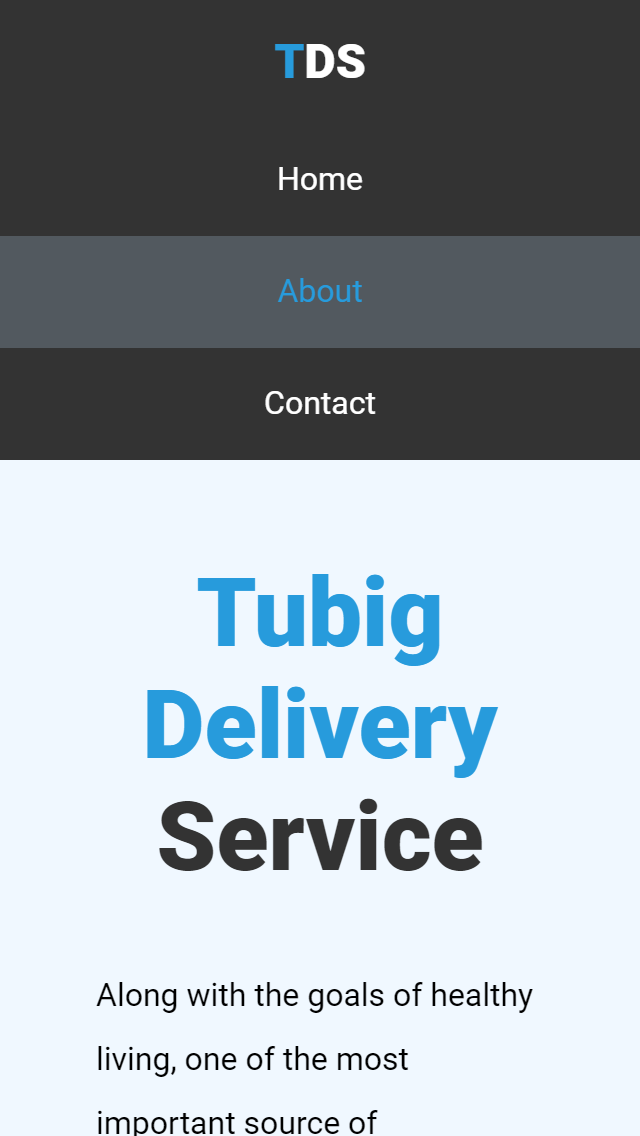 TDS
Home
About
Contact
Tubig
Delivery
Service
Along with the goals of healthy
living, one of the most
important source of